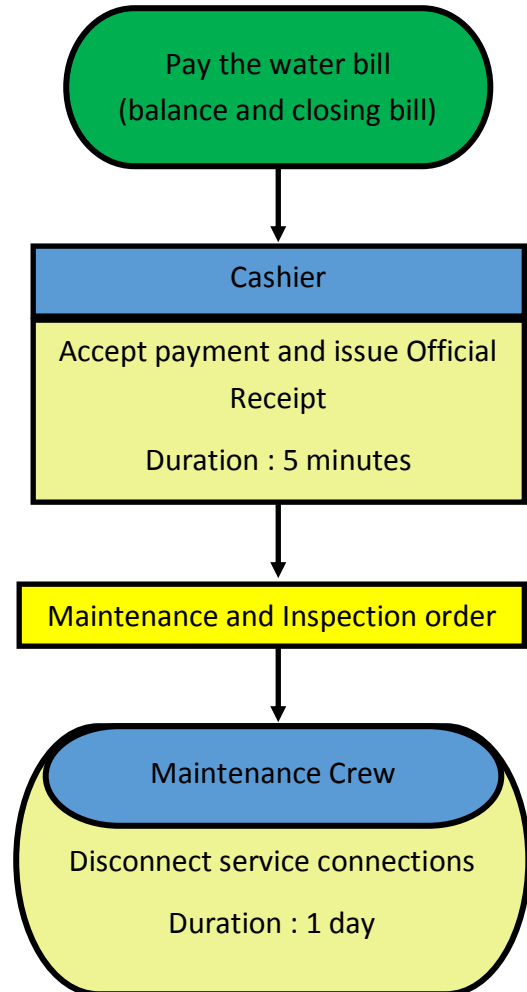 Pay the water bill
(balance and closing bill)
Cashier
Accept payment and issue Official
Receipt
Duration : 5 minutes
Maintenance and Inspection order
Maintenance Crew
Disconnect service connections
Duration : 1 day